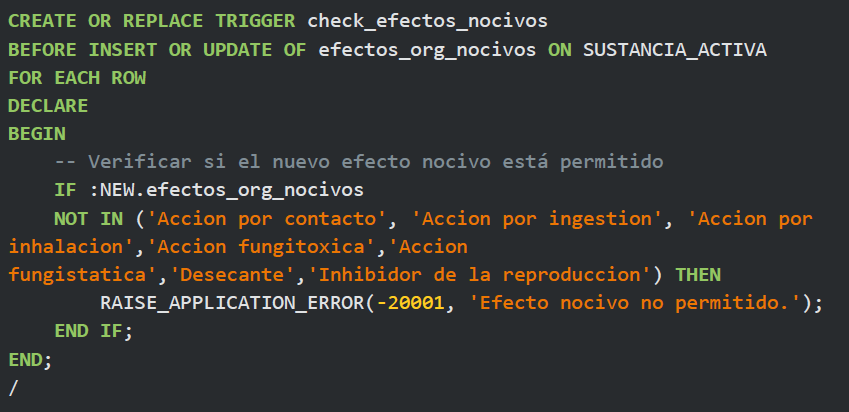 CREATE OR REPLACE TRIGGER check_efectos_nocivos
BEFORE INSERT OR UPDATE OF efectos_org_nocivos ON SUSTANCIA_ACTIVA
FOR EACH ROW
DECLARE
BEGIN
    -- Verificar si el nuevo efecto nocivo está permitido
    IF :NEW.efectos_org_nocivos
    NOT IN ('Accion por contacto', 'Accion por ingestion', 'Accion por
inhalacion','Accion fungitoxica','Accion
fungistatica','Desecante','Inhibidor de la reproduccion') THEN
        RAISE_APPLICATION_ERROR(-20001, 'Efecto nocivo no permitido.');
    END IF;
END;
/